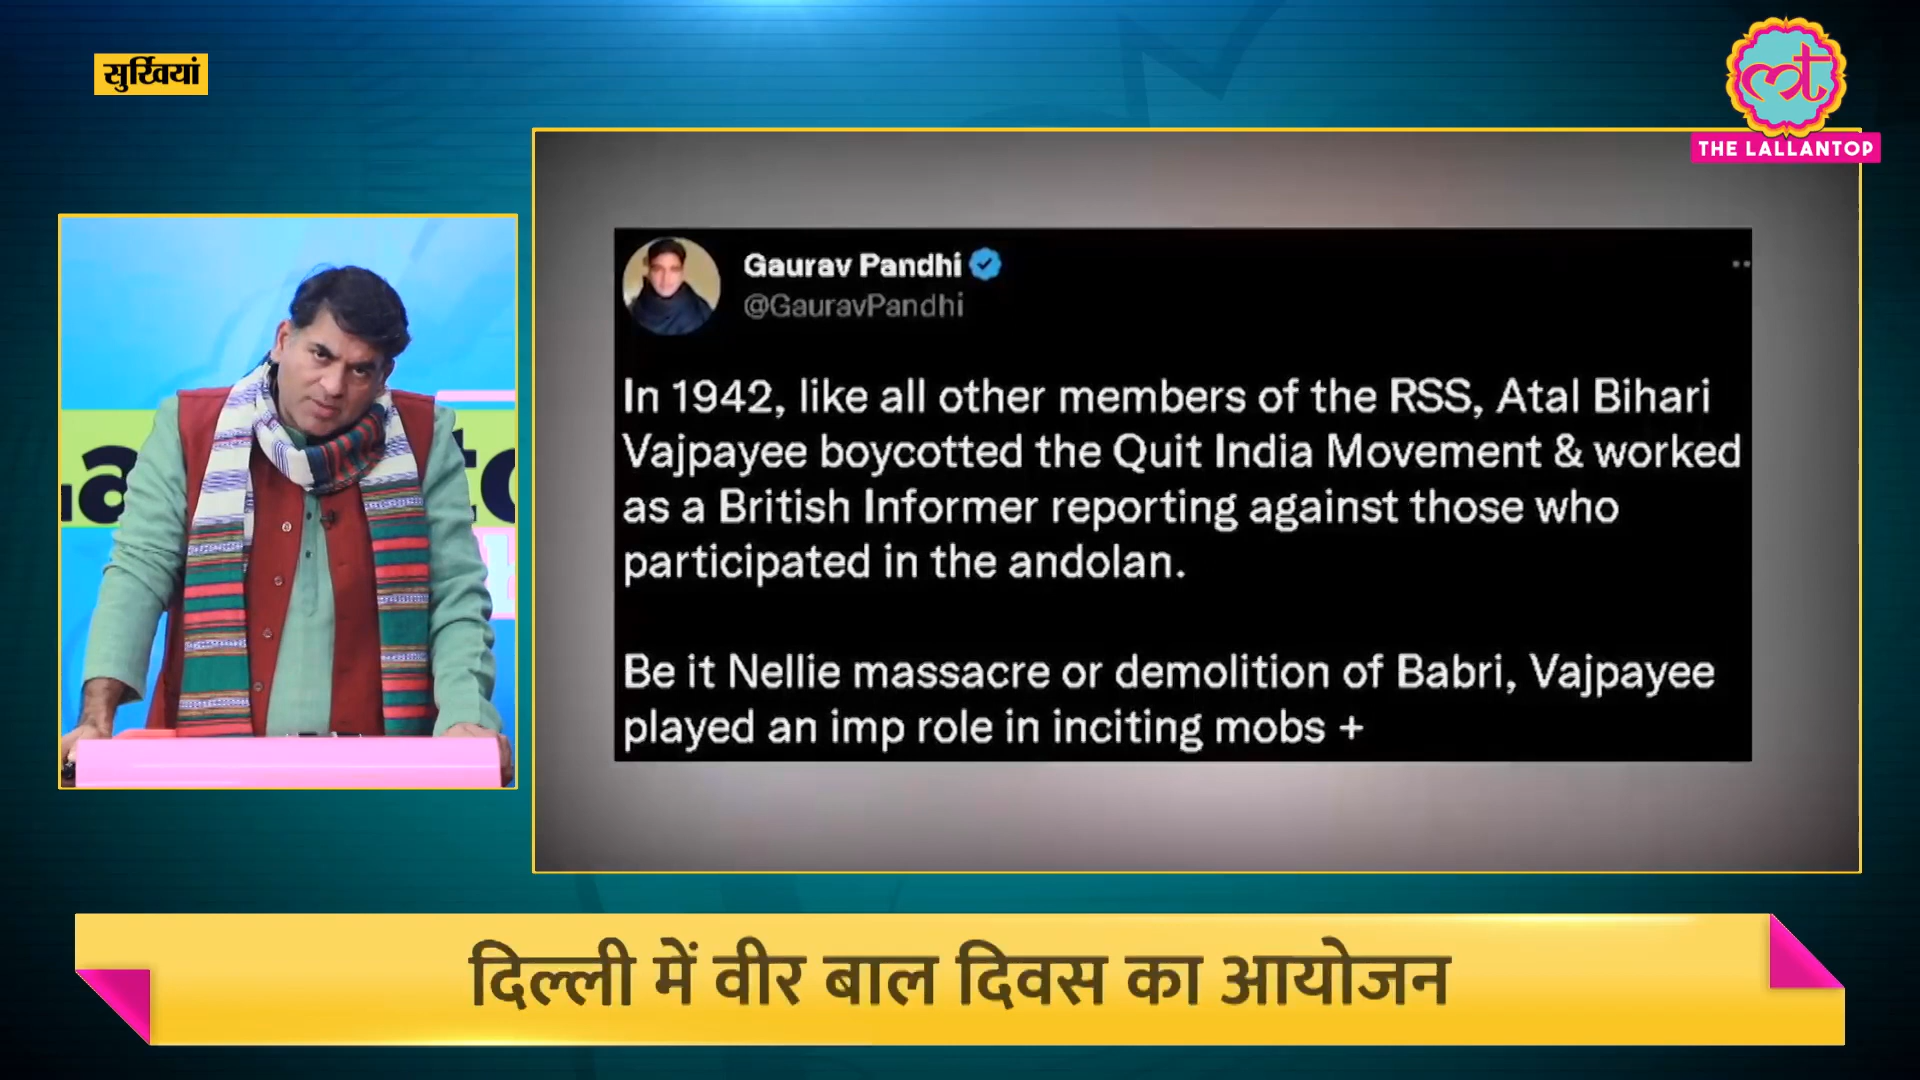 सुर्खियां
THE LALLANTOP
Gaurav Pandhi
@GauravPandhi
In 1942, like all other members of the RSS, Atal Bihari
Vajpayee boycotted the Quit India Movement & worked
as a British Informer reporting against those who
participated in the andolan.
Be it Nellie massacre or demolition of Babri, Vajpayee
played an imp role in inciting mobs +
दिल्ली में वीर बाल दिवस का आयोजन